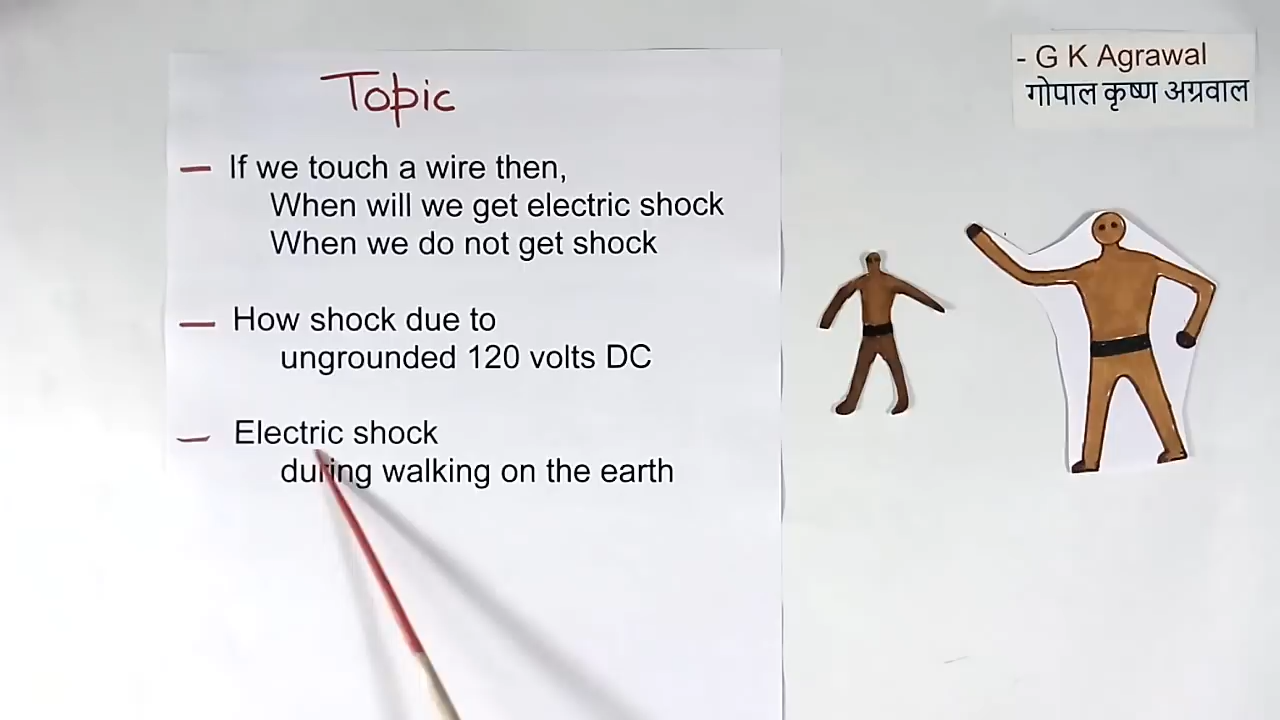 Topic
- G K Agrawal
गोपाल कृष्ण अग्रवाल
If we touch a wire then,
When will we get electric shock
When we do not get shock
How shock due to
ungrounded 120 volts DC
Electric shock
during walking on the earth